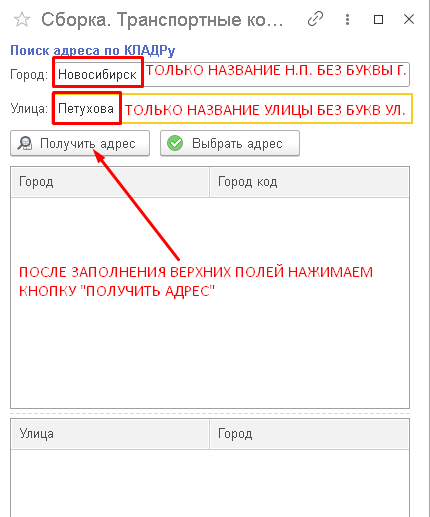 Сборка. Транспортные ко...
Поиск адреса по КЛАДРу
Город: Новосибирск ТОЛЬКО НАЗВАНИЕ Н.П. БЕЗ БУКВЫ Г.
Улица: Петухова ТОЛЬКО НАЗВАНИЕ УЛИЦЫ БЕЗ БУКВ УЛ.
Получить адрес Выбрать адрес
Город Город код
ПОСЛЕ ЗАПОЛНЕНИЯ ВЕРХНИХ ПОЛЕЙ НАЖИМАЕМ
КНОПКУ "ПОЛУЧИТЬ АДРЕС"
Улица Город